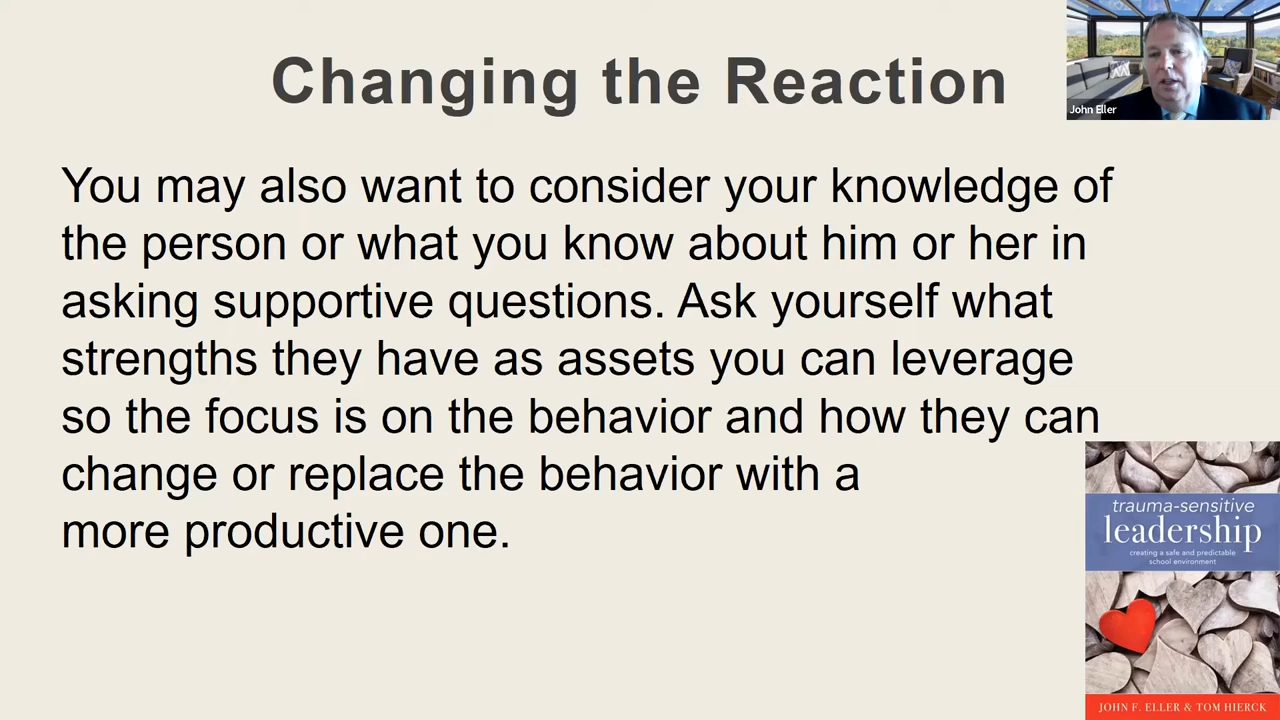 Changing the Reaction
John Eller
You may also want to consider your knowledge of
the person or what you know about him or her in
asking supportive questions. Ask yourself what
strengths they have as assets you can leverage
so the focus is on the behavior and how they can
change or replace the behavior with a
more productive one.
trauma-sensitive
leadership
creating a safe and predictable
school environment
JOHN F. ELLER & TOM HIERCK